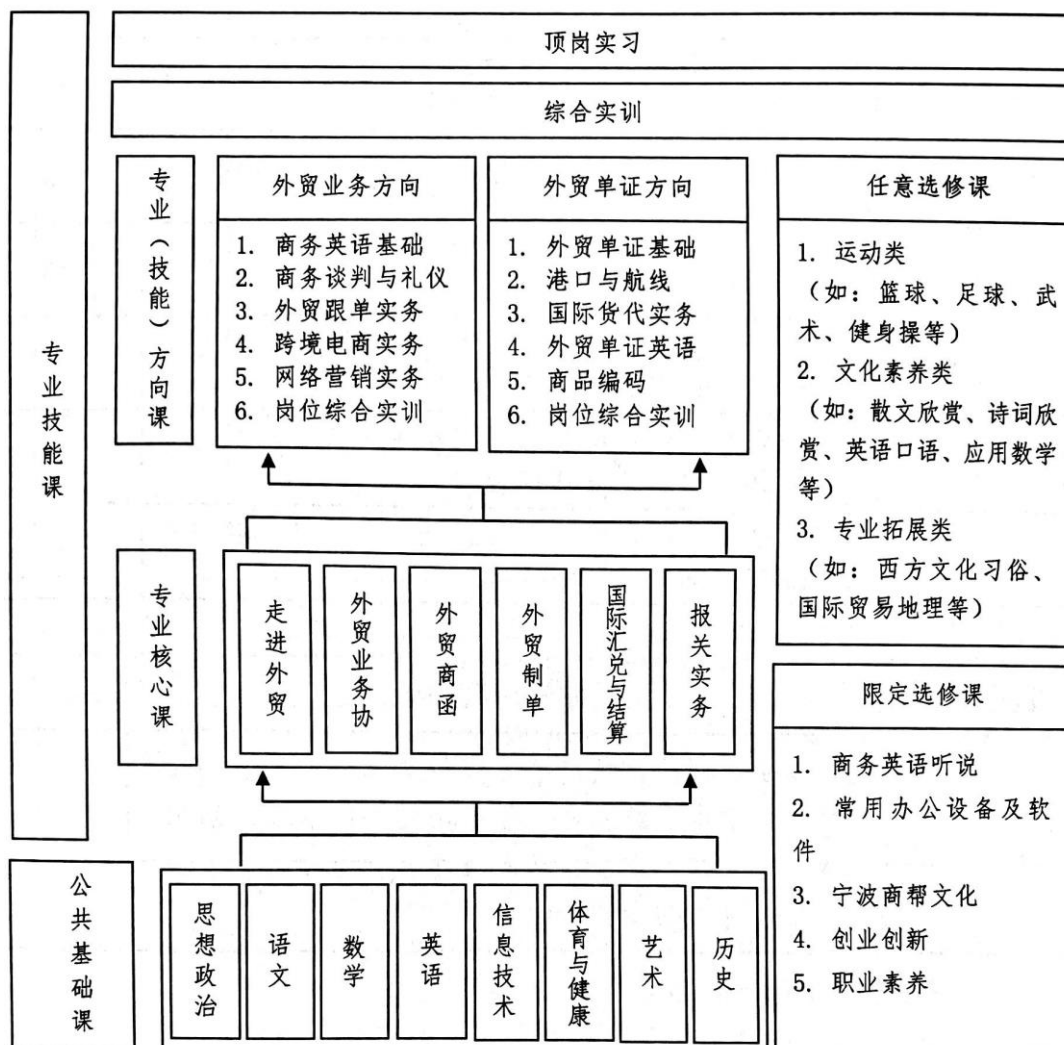 顶岗实习
综合实训
专业技能课
专业（技能）方向课
外贸业务方向
1. 商务英语基础
2. 商务谈判与礼仪
3. 外贸跟单实务
4. 跨境电商实务
5. 网络营销实务
6. 岗位综合实训
外贸单证方向
1. 外贸单证基础
2. 港口与航线
3. 国际货代实务
4. 外贸单证英语
5. 商品编码
6. 岗位综合实训
任意选修课
1. 运动类
（如：篮球、足球、武
术、健身操等）
2. 文化素养类
（如：散文欣赏、诗词欣
赏、英语口语、应用数学
等）
3. 专业拓展类
（如：西方文化习俗、
国际贸易地理等）
专业核心课
走进外贸
外贸业务协
外贸商函
外贸制单
国际汇兑与结算
报关实务
限定选修课
1. 商务英语听说
2. 常用办公设备及软
件
3. 宁波商帮文化
4. 创业创新
5. 职业素养
公共基础课
思想政治
语文
数学
英语
信息技术
体育与健康
艺术
历史